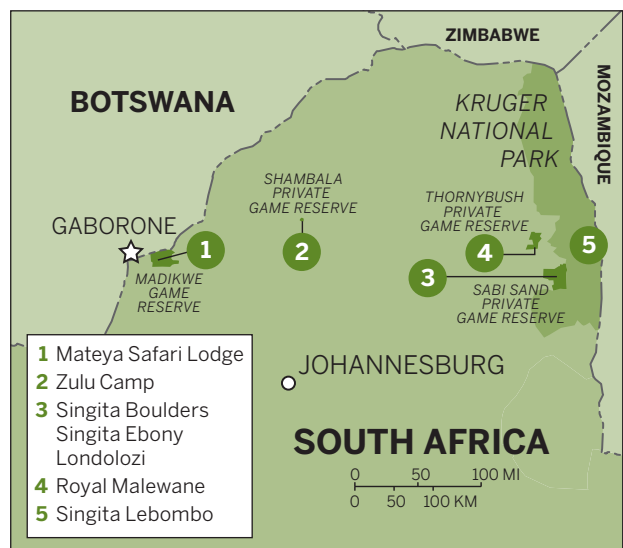 ZIMBABWE
BOTSWANA
MOZAMBIQUE
KRUGER
NATIONAL
PARK
SHAMBALA
PRIVATE
GAME RESERVE
THORNYBUSH
PRIVATE
GAME RESERVE
GABORONE
1
2
4
5
3
MADIKWE
GAME
RESERVE
SABI SAND
PRIVATE
GAME RESERVE
1 Mateya Safari Lodge
2 Zulu Camp
3 Singita Boulders
Singita Ebony
Londolozi
4 Royal Malewane
5 Singita Lebombo
JOHANNESBURG
SOUTH AFRICA
0 50 100 MI
0 50 100 KM